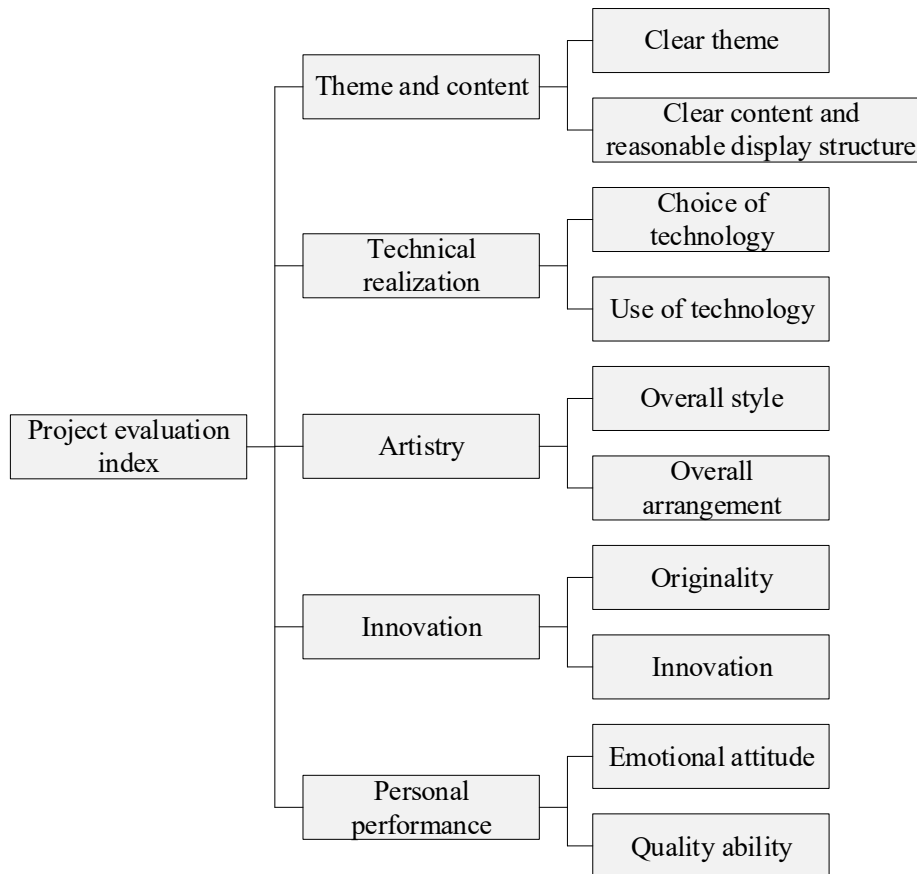 Clear theme
Theme and content
Clear content and
reasonable display structure
Choice of
technology
Technical
realization
Use of technology
Overall style
Project evaluation
index
Artistry
Overall
arrangement
Originality
Innovation
Innovation
Emotional attitude
Personal
performance
Quality ability